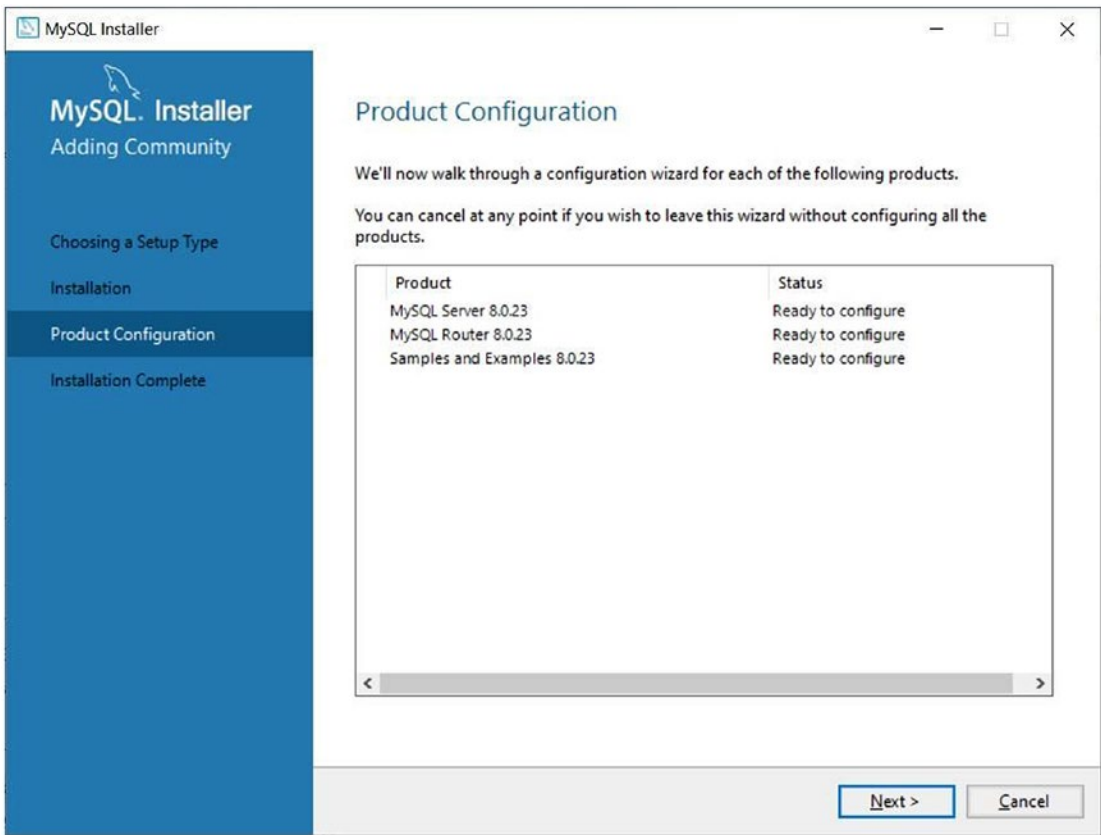 MySQL Installer
MySQL. Installer
Adding Community
Choosing a Setup Type
Installation
Product Configuration
Installation Complete
Product Configuration
We'll now walk through a configuration wizard for each of the following products.
You can cancel at any point if you wish to leave this wizard without configuring all the
products.
Product Status
MySQL Server 8.0.23 Ready to configure
MySQL Router 8.0.23 Ready to configure
Samples and Examples 8.0.23 Ready to configure
Next > Cancel